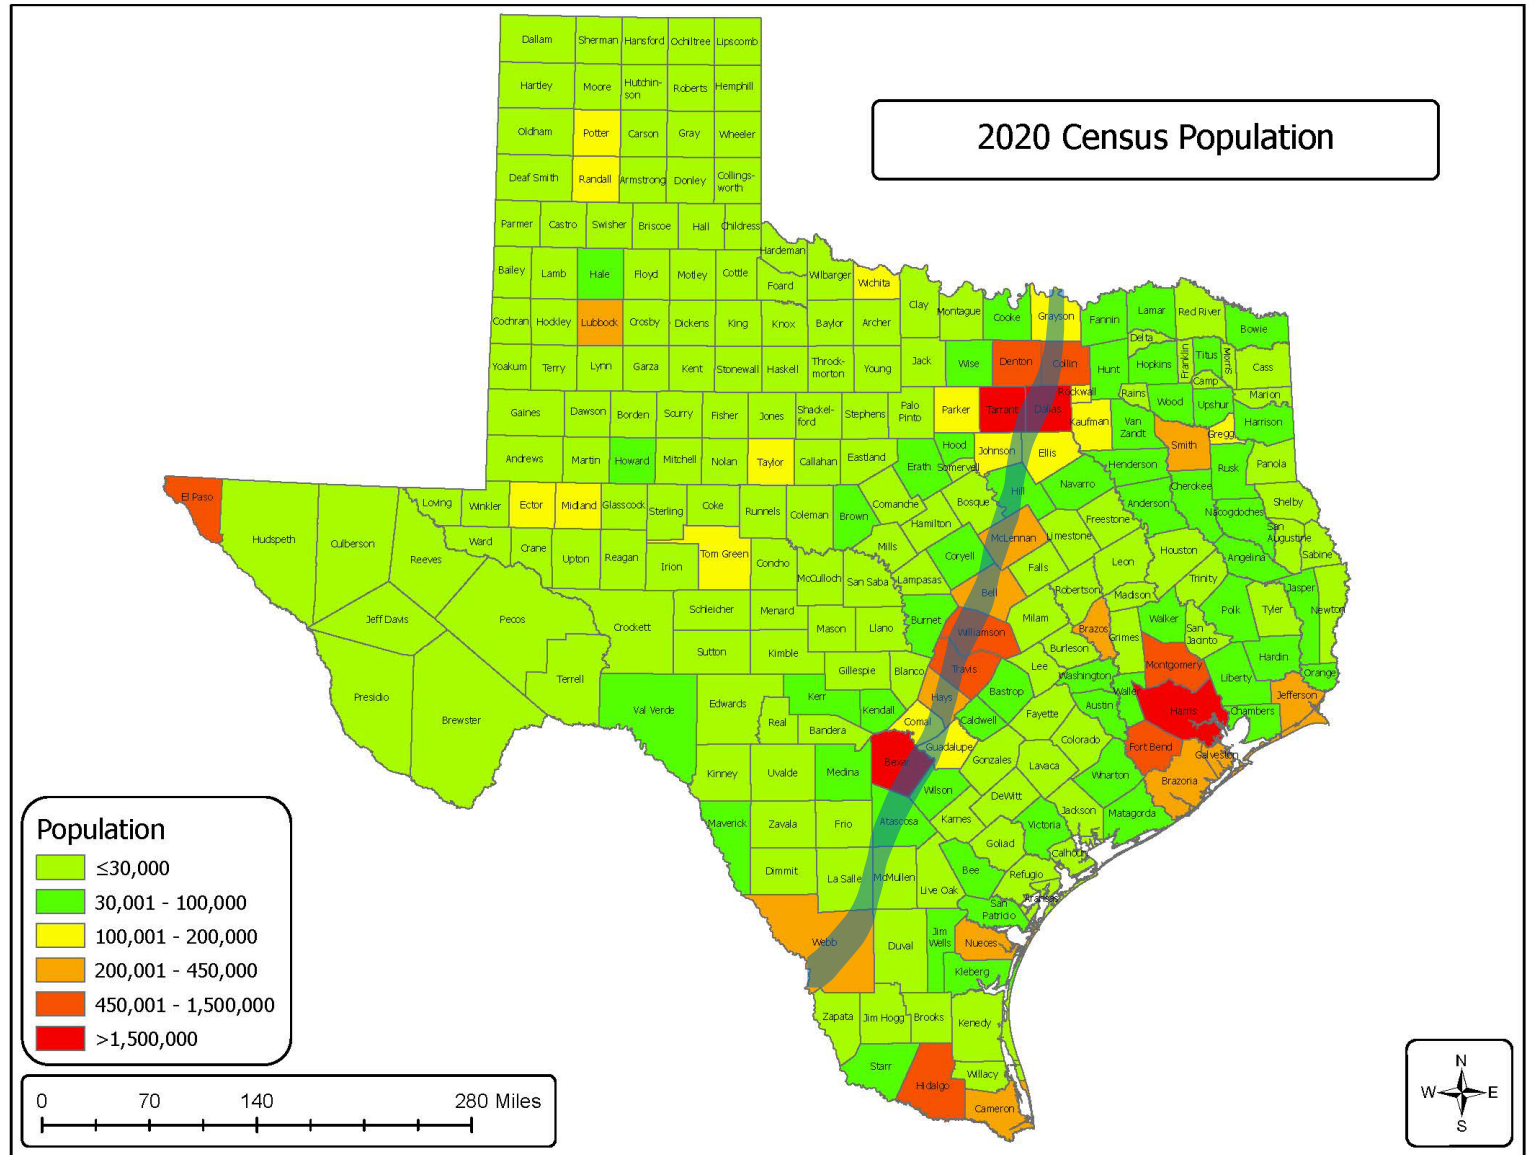 2020 Census Population
Dallam Sherman Hansford Ochiltree Lipscomb
Hartley Moore Hutchin-
son Roberts Hemphill
Oldham Potter Carson Gray Wheeler
Deaf Smith Randall Armstrong Donley Collings-
worth
Parmer Castro Swisher Briscoe Hall Childress
Hardeman
Bailey Lamb Hale Floyd Motley Cottle Foard Wilbarger Wichita
Clay Montague Cooke Grayson Fannin Lamar Red River Bowie
Cochran Hockley Lubbock Crosby Dickens King Knox Baylor Archer
Delta Franklin Titus Morris Cass
Yoakum Terry Lynn Garza Kent Stonewall Haskell Throck-
morton Young Jack Wise Denton Collin Hunt Hopkins
Camp
Rockwall Rains Wood Upshur Marion
Gaines Dawson Borden Scurry Fisher Jones Shackel-
ford Stephens Palo
Pinto Parker Tarrant Dallas Kaufman Van
Zandt Smith Gregg Harrison
Andrews Martin Howard Mitchell Nolan Taylor Callahan Eastland Erath Hood
Somervell Johnson Ellis Henderson Rusk Panola
El Paso Hudspeth Culberson Reeves Loving Winkler Ector Midland Glasscock Sterling Coke Runnels Coleman Brown Comanche Bosque Hill Navarro Anderson Cherokee Nacogdoches Shelby
Hamilton Freestone San
Augustine Sabine
Ward Crane Upton Reagan Irion Tom Green Concho McCulloch San Saba Mills Lampasas Coryell McLennan Limestone Falls Leon Houston Angelina
Robertson Madison Trinity Jasper Newton
Jeff Davis Pecos Crockett Schleicher Menard Mason Llano Burnet Bell Williamson Milam Brazos Grimes Walker San
Jacinto Polk Tyler
Presidio Brewster Terrell Sutton Kimble Gillespie Blanco Travis Lee Burleson Washington Montgomery Liberty Hardin Orange
Val Verde Edwards Real Kerr Bandera Kendall Comal Hays Caldwell Bastrop Fayette Austin Waller Harris Chambers Jefferson
Kinney Uvalde Medina Bexar Guadalupe Gonzales Lavaca Colorado Fort Bend Galveston
Wharton Brazoria
Maverick Zavala Frio Atascosa Wilson Karnes DeWitt Victoria Jackson Matagorda
Goliad Calhoun
Dimmit La Salle McMullen Live Oak Bee Refugio
Aransas
San
Patricio
Webb Duval Jim
Wells Nueces
Kleberg
Zapata Jim Hogg Brooks Kenedy
Starr Hidalgo Willacy
Cameron
Population
≤30,000
30,001 - 100,000
100,001 - 200,000
200,001 - 450,000
450,001 - 1,500,000
>1,500,000
0 70 140 280 Miles
N
W E
S